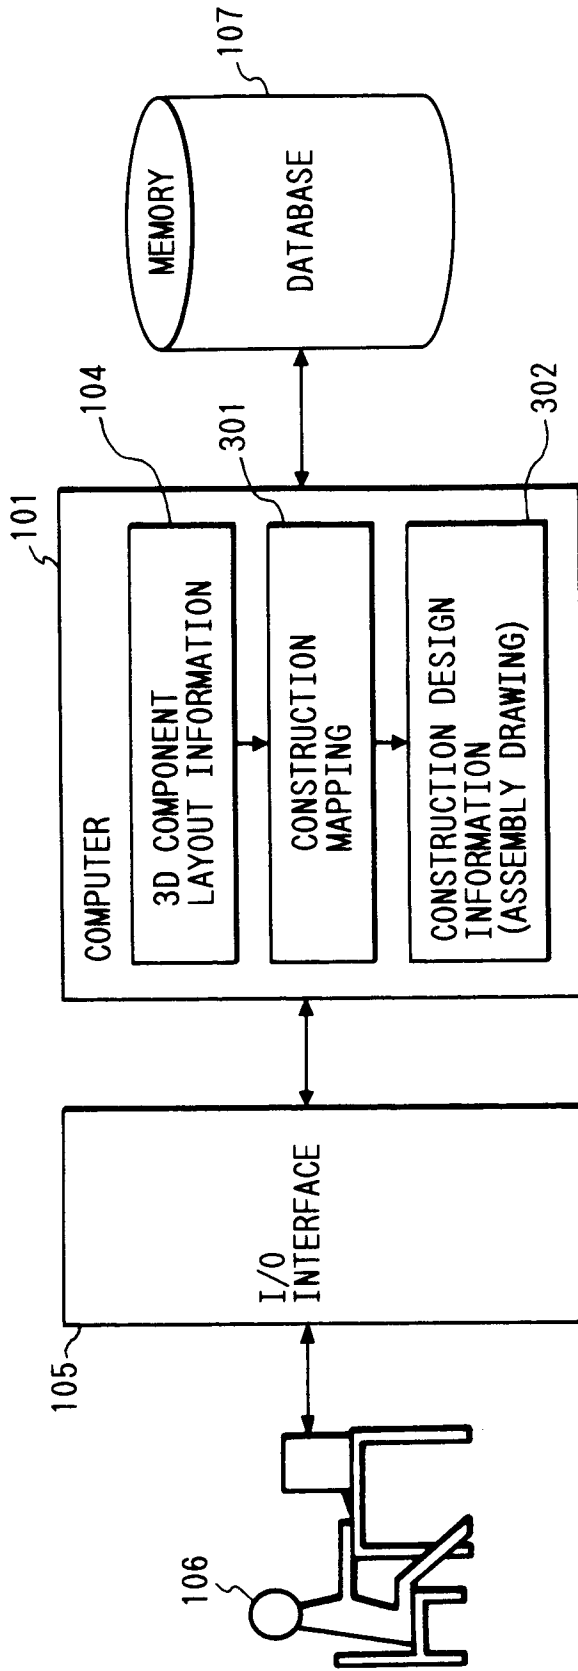 106
105
I/O
INTERFACE
101
COMPUTER
104
3D COMPONENT
LAYOUT INFORMATION
301
CONSTRUCTION
MAPPING
302
CONSTRUCTION DESIGN
INFORMATION
(ASSEMBLY DRAWING)
107
MEMORY
DATABASE